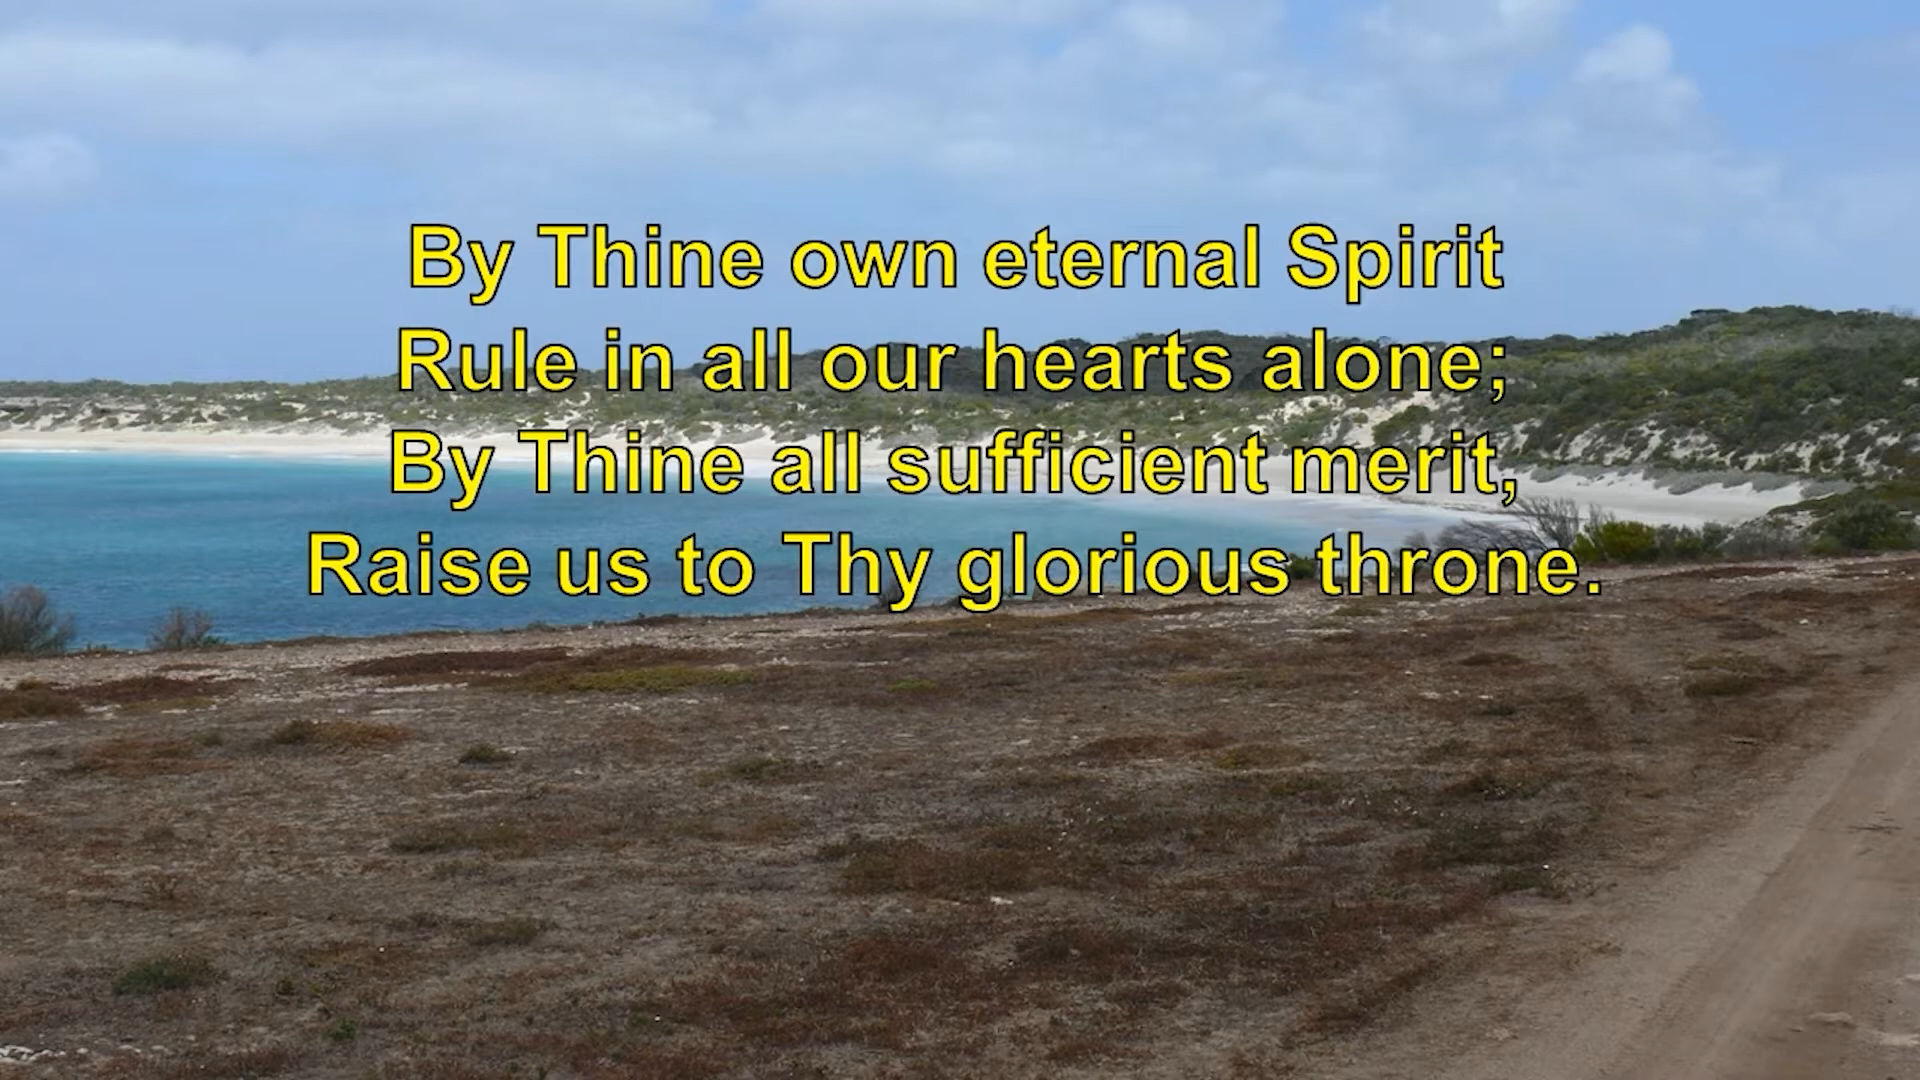 By Thine own eternal Spirit
Rule in all our hearts alone;
By Thine all sufficient merit,
Raise us to Thy glorious throne.